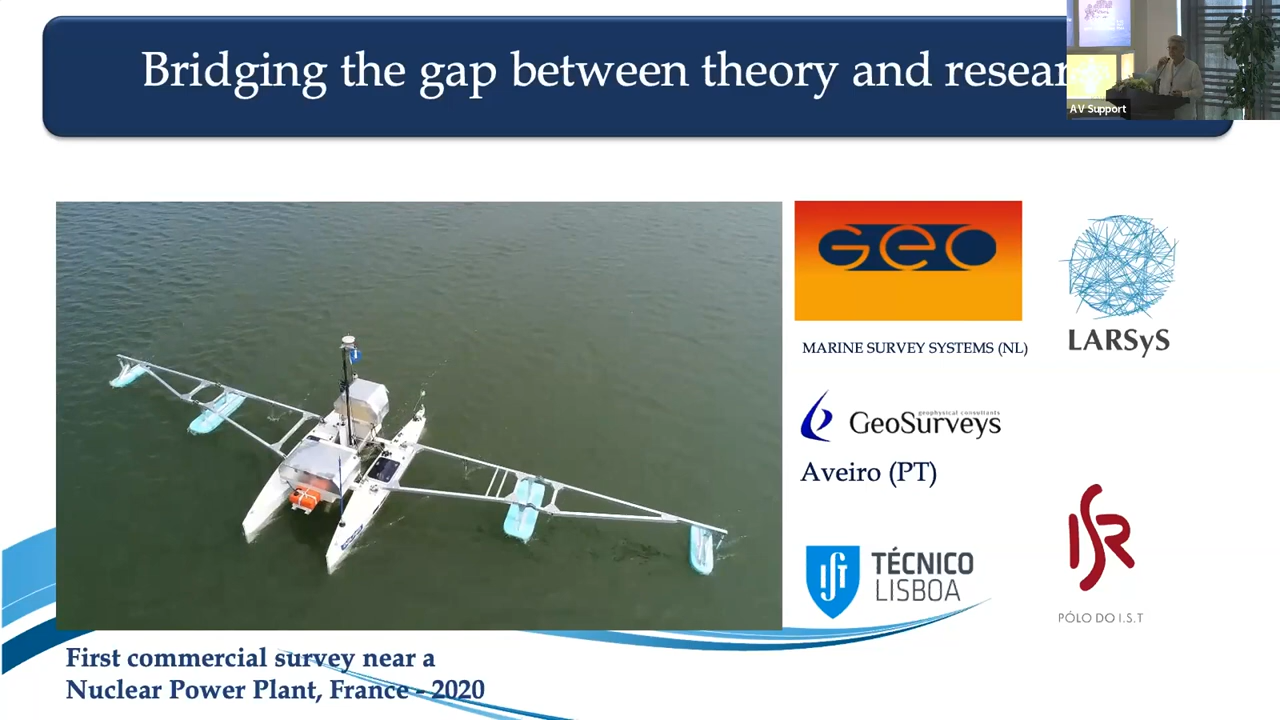 Bridging the gap between theory and resear
AV Support
GEO
MARINE SURVEY SYSTEMS (NL)
LARSyS
geophysical consultants
GeoSurveys
Aveiro (PT)
TÉCNICO
LISBOA
ISR
PÓLO DO I.S.T
First commercial survey near a
Nuclear Power Plant, France - 2020